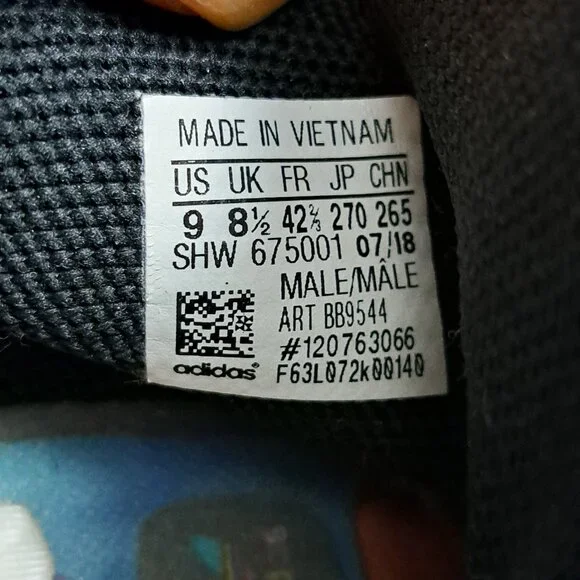 MADE IN VIETNAM
US UK FR JP CHN
9 8½ 42⅔ 270 265
SHW 675001 07/18
MALE/MÂLE
ART BB9544
#120763066
adidas F63L072k00140